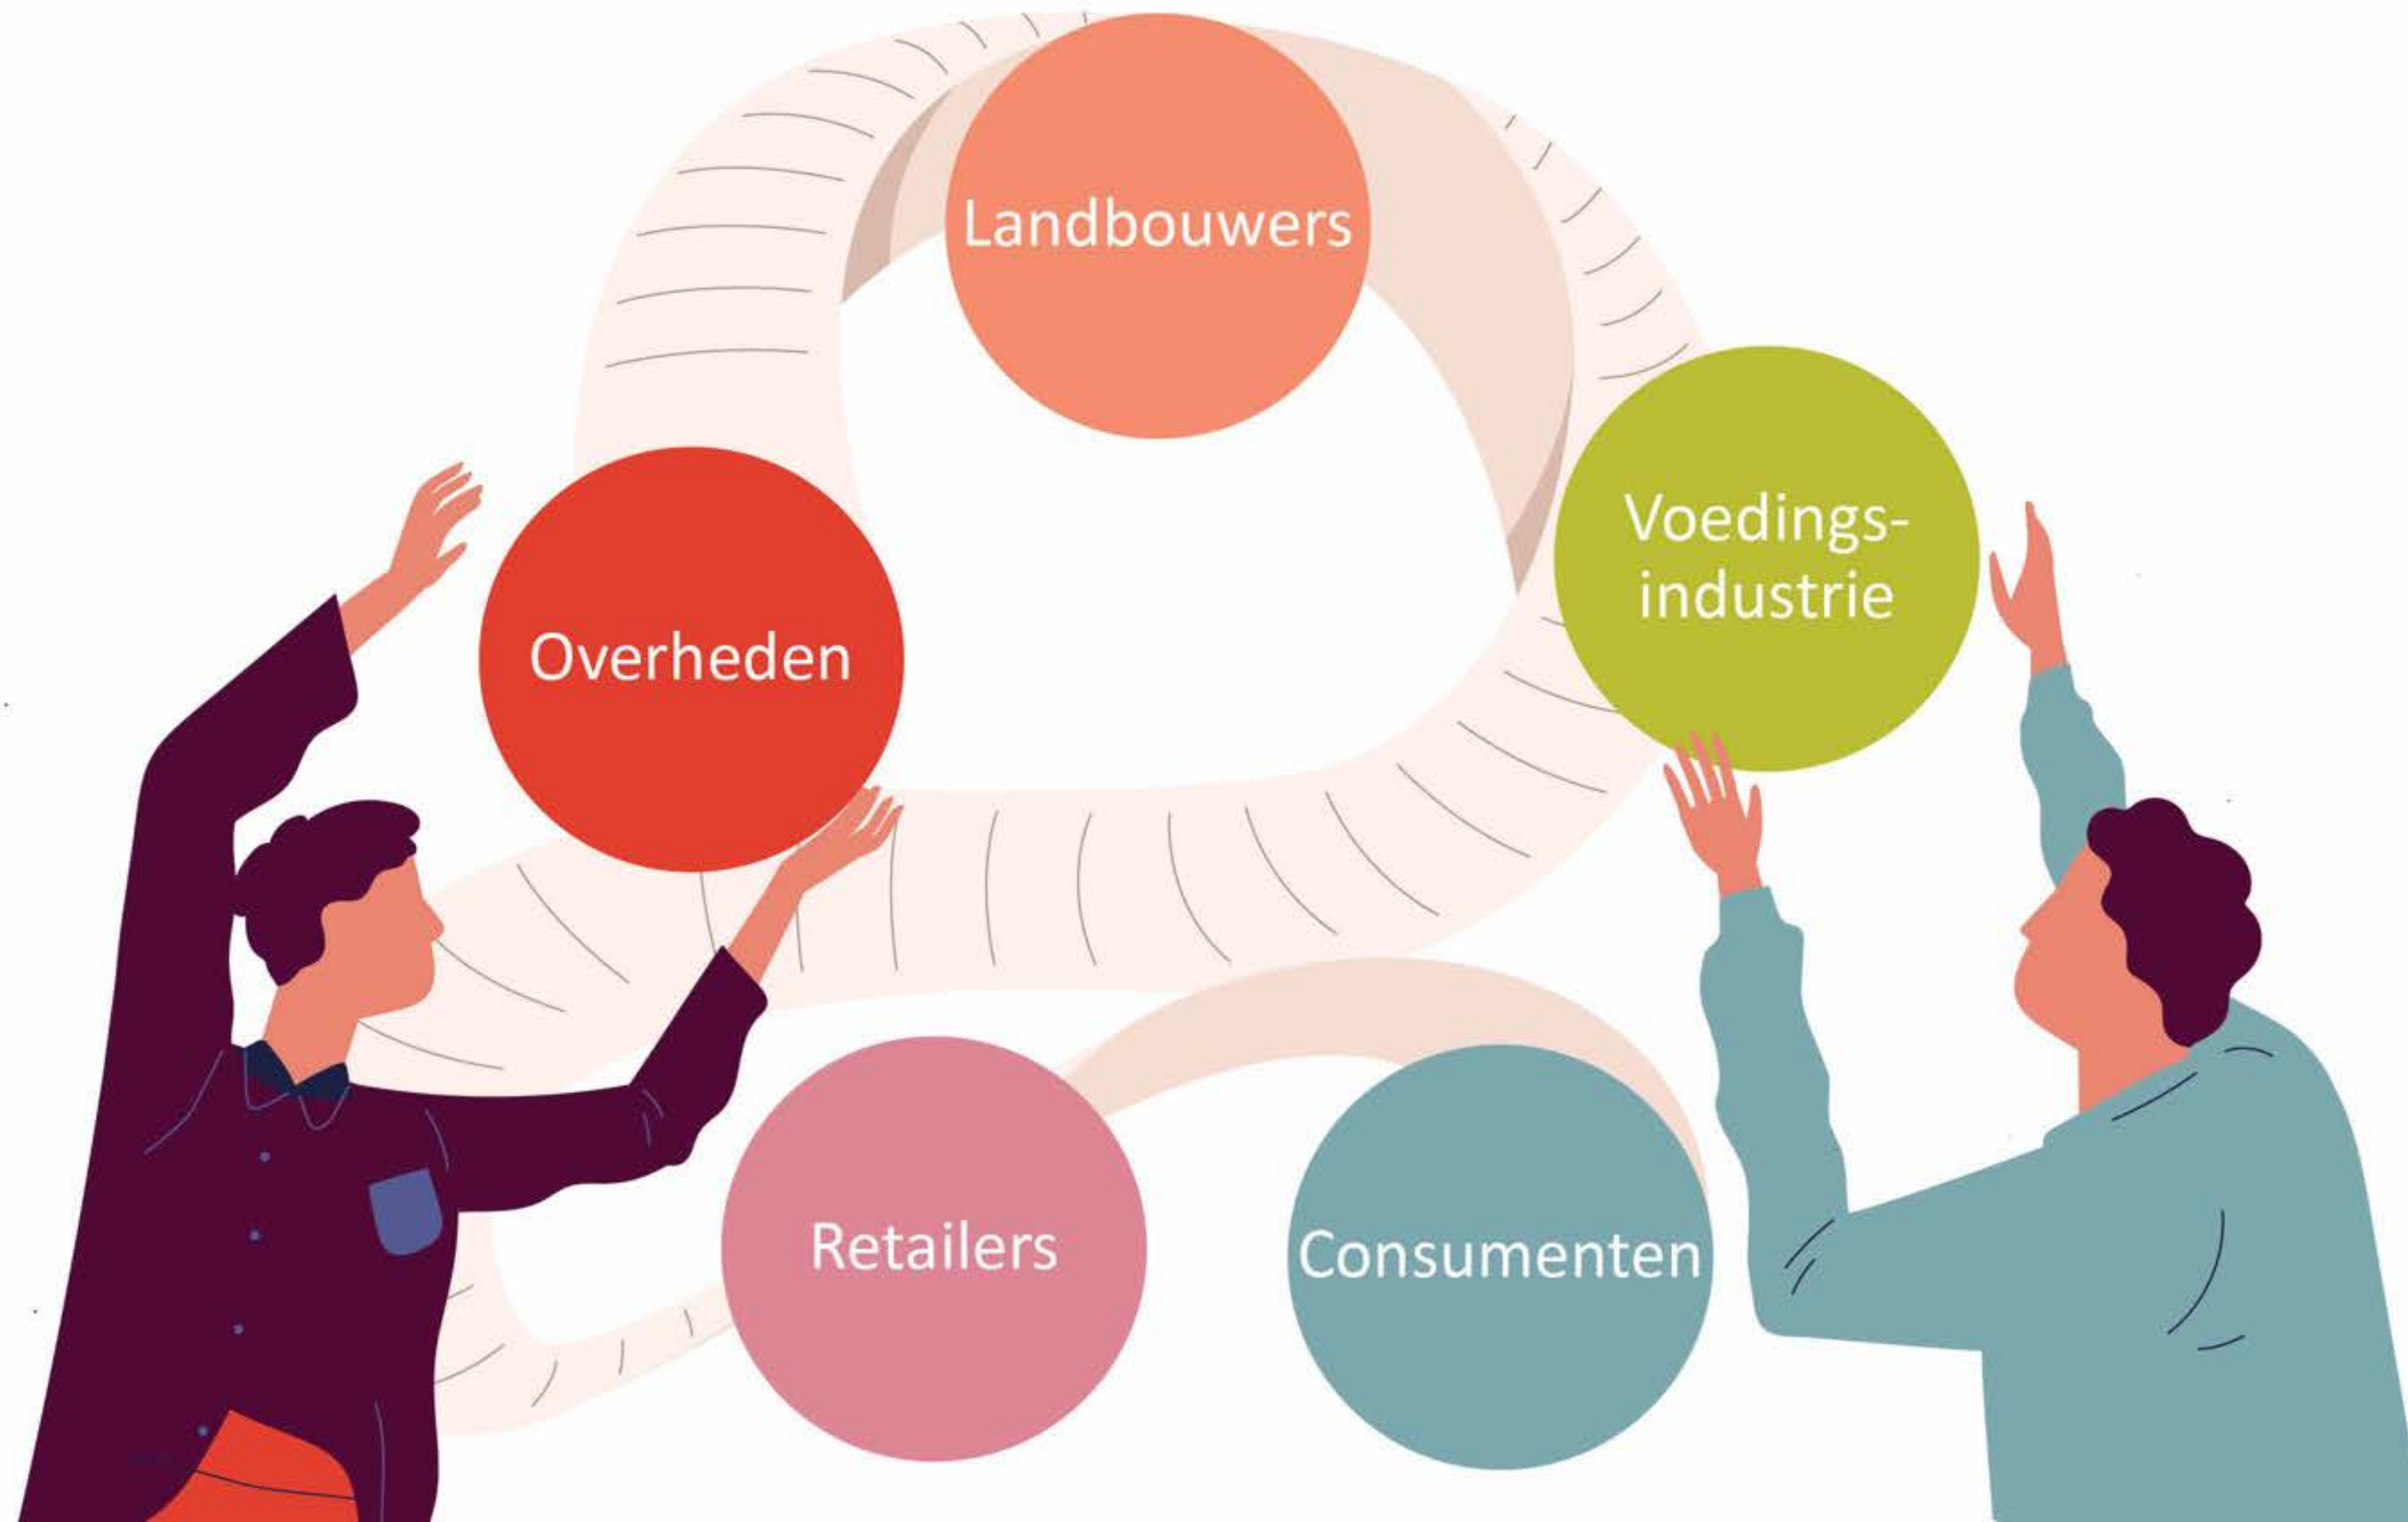 Landbouwers
Voedings-
industrie
Overheden
Retailers
Consumenten